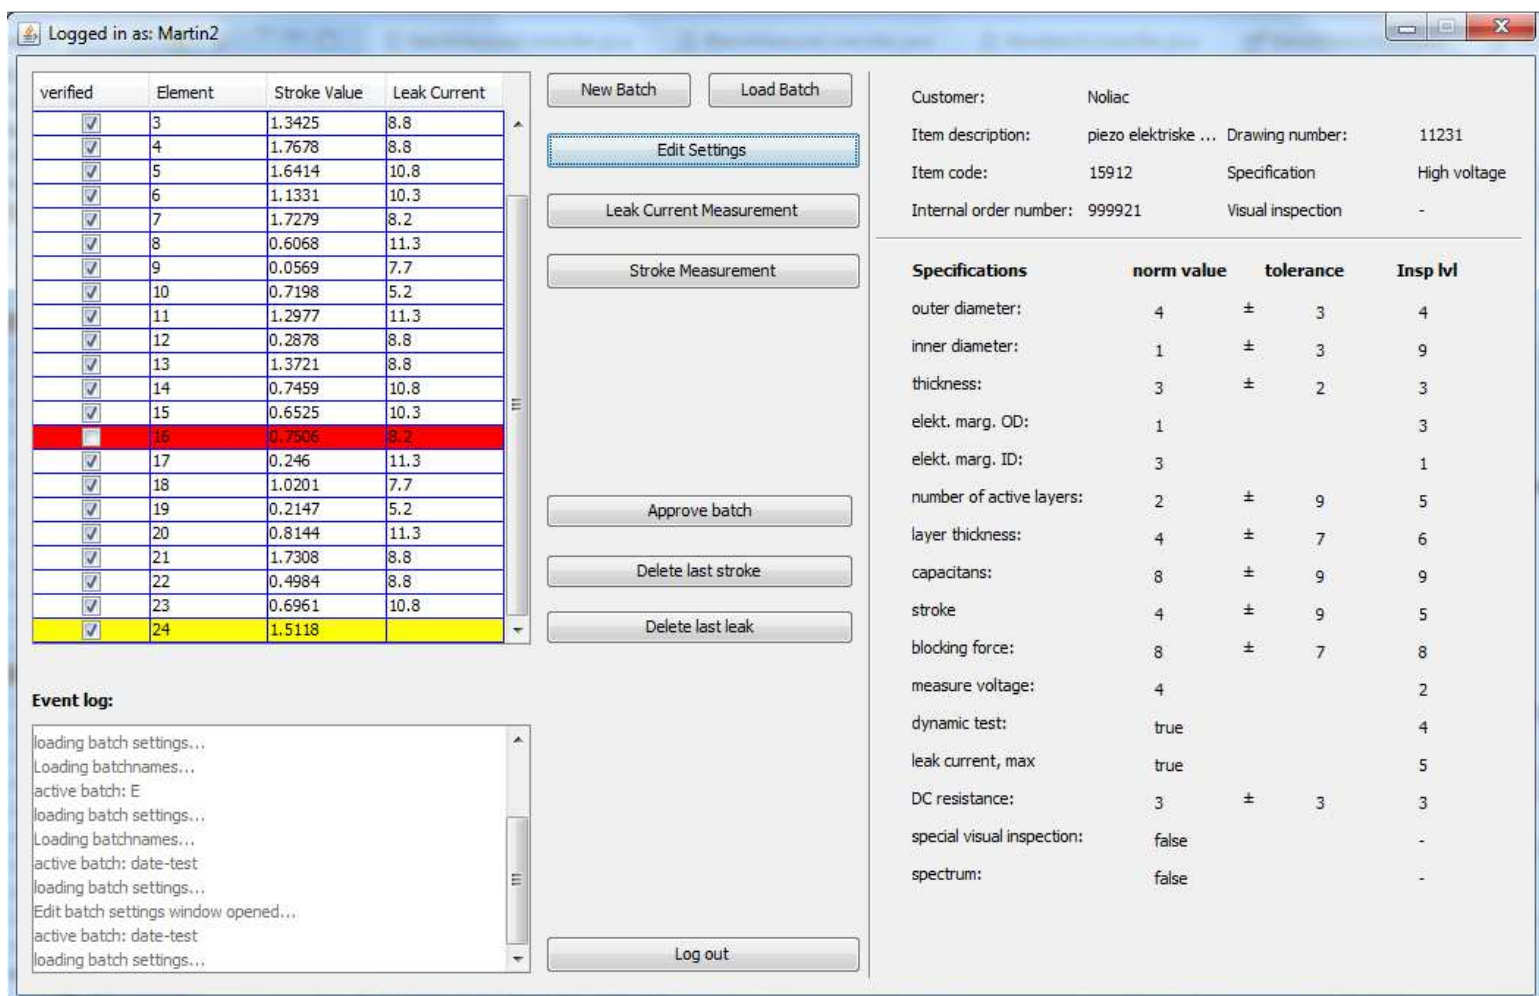 Logged in as: Martin2
verified Element Stroke Value Leak Current
3 1.3425 8.8
4 1.7678 8.8
5 1.6414 10.8
6 1.1331 10.3
7 1.7279 8.2
8 0.6068 11.3
9 0.0569 7.7
10 0.7198 5.2
11 1.2977 11.3
12 0.2878 8.8
13 1.3721 8.8
14 0.7459 10.8
15 0.6525 10.3
16 0.7506 8.2
17 0.246 11.3
18 1.0201 7.7
19 0.2147 5.2
20 0.8144 11.3
21 1.7308 8.8
22 0.4984 8.8
23 0.6961 10.8
24 1.5118
Event log:
loading batch settings...
Loading batchnames...
active batch: E
loading batch settings...
Loading batchnames...
active batch: date-test
loading batch settings...
Edit batch settings window opened...
active batch: date-test
loading batch settings...
New Batch Load Batch
Edit Settings
Leak Current Measurement
Stroke Measurement
Approve batch
Delete last stroke
Delete last leak
Log out
Customer: Noliac
Item description: piezo elektriske ... Drawing number: 11231
Item code: 15912 Specification High voltage
Internal order number: 999921 Visual inspection -
Specifications norm value tolerance Insp lvl
outer diameter: 4 ± 3 4
inner diameter: 1 ± 3 9
thickness: 3 ± 2 3
elekt. marg. OD: 1 3
elekt. marg. ID: 3 1
number of active layers: 2 ± 9 5
layer thickness: 4 ± 7 6
capacitans: 8 ± 9 9
stroke 4 ± 9 5
blocking force: 8 ± 7 8
measure voltage: 4 2
dynamic test: true 4
leak current, max true 5
DC resistance: 3 ± 3 3
special visual inspection: false -
spectrum: false -